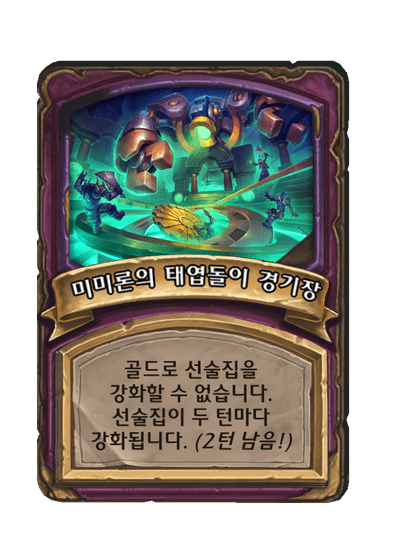 미미론의 태엽돌이 경기장
골드로 선술집을
강화할 수 없습니다.
선술집이 두 턴마다
강화됩니다. (2턴 남음!)